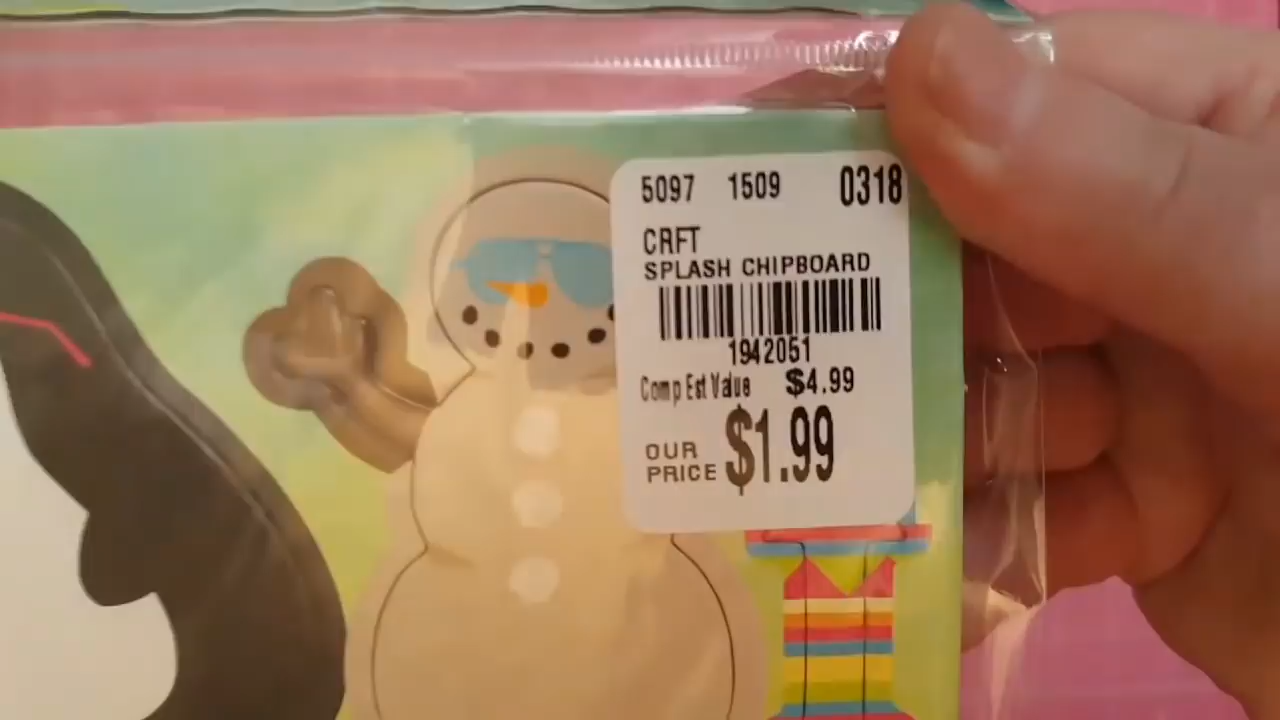 5097 1509 0318
CRFT
SPLASH CHIPBOARD
1942051
Comp Est Value $4.99
OUR PRICE $1.99